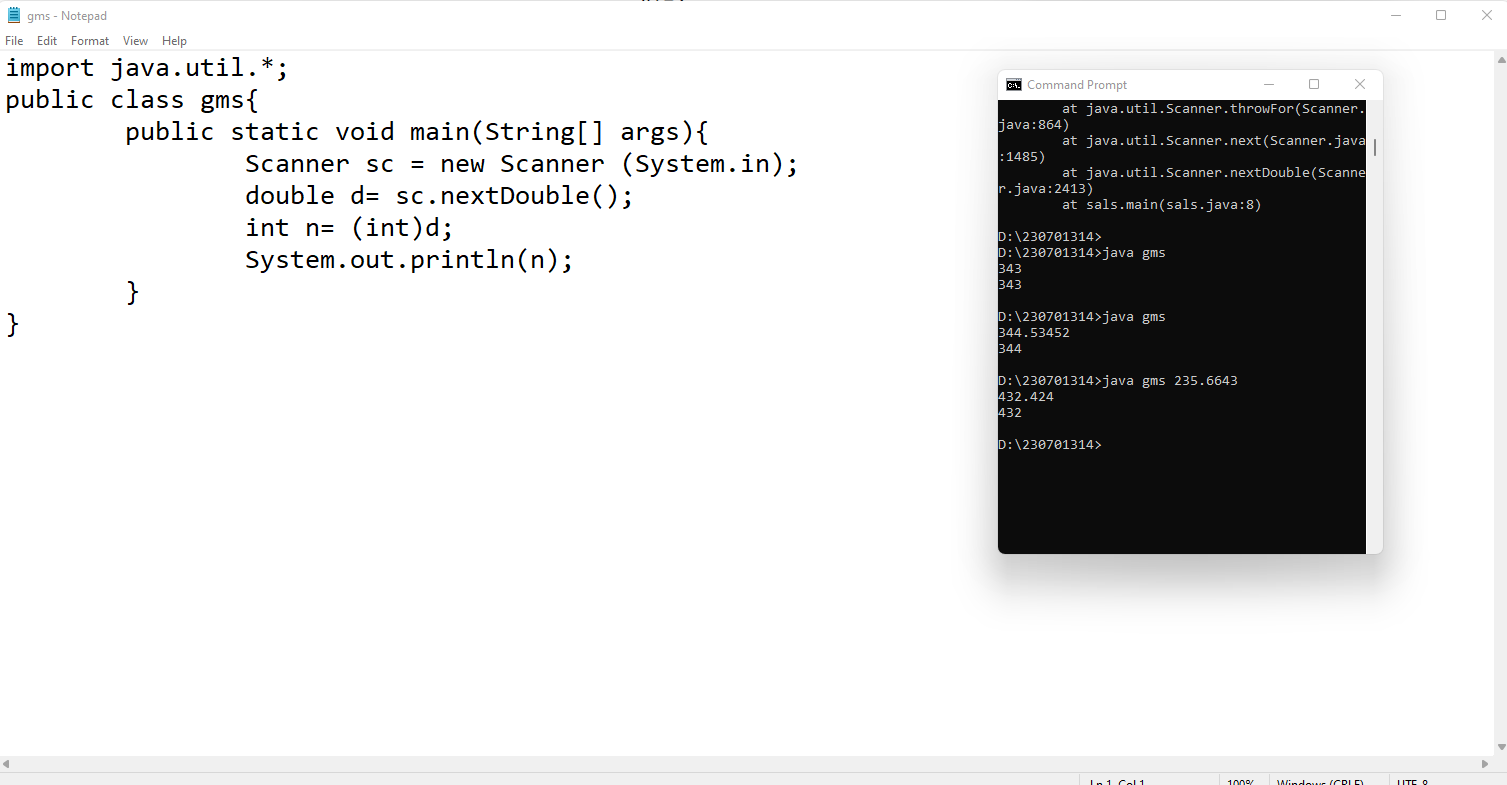 gms - Notepad
File Edit Format View Help
import java.util.*;
public class gms{
public static void main(String[] args){
Scanner sc = new Scanner (System.in);
double d= sc.nextDouble();
int n= (int)d;
System.out.println(n);
}
}
Command Prompt
at java.util.Scanner.throwFor(Scanner.
java:864)
at java.util.Scanner.next(Scanner.java
:1485)
at java.util.Scanner.nextDouble(Scanne
r.java:2413)
at sals.main(sals.java:8)
D:\230701314>
D:\230701314>java gms
343
343
D:\230701314>java gms
344.53452
344
D:\230701314>java gms 235.6643
432.424
432
D:\230701314>
Ln 1, Col 1 100% Windows (CRLF) UTF-8